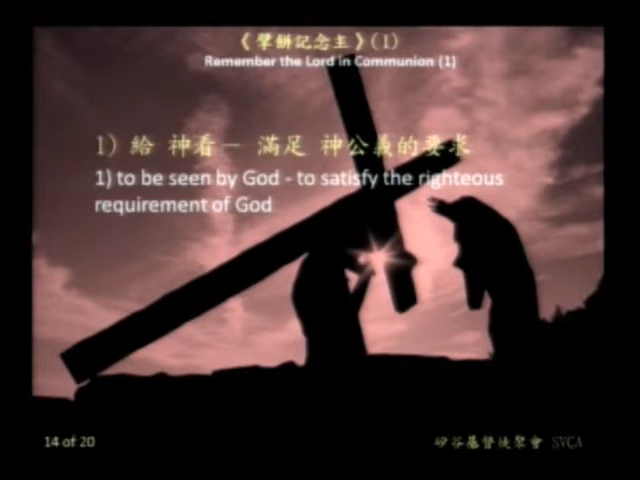 《擘餅記念主》(1)
Remember the Lord in Communion (1)
1) 給 神看－ 滿足 神公義的要求
1) to be seen by God - to satisfy the righteous
requirement of God
14 of 20
矽谷基督徒聚會 SVCA